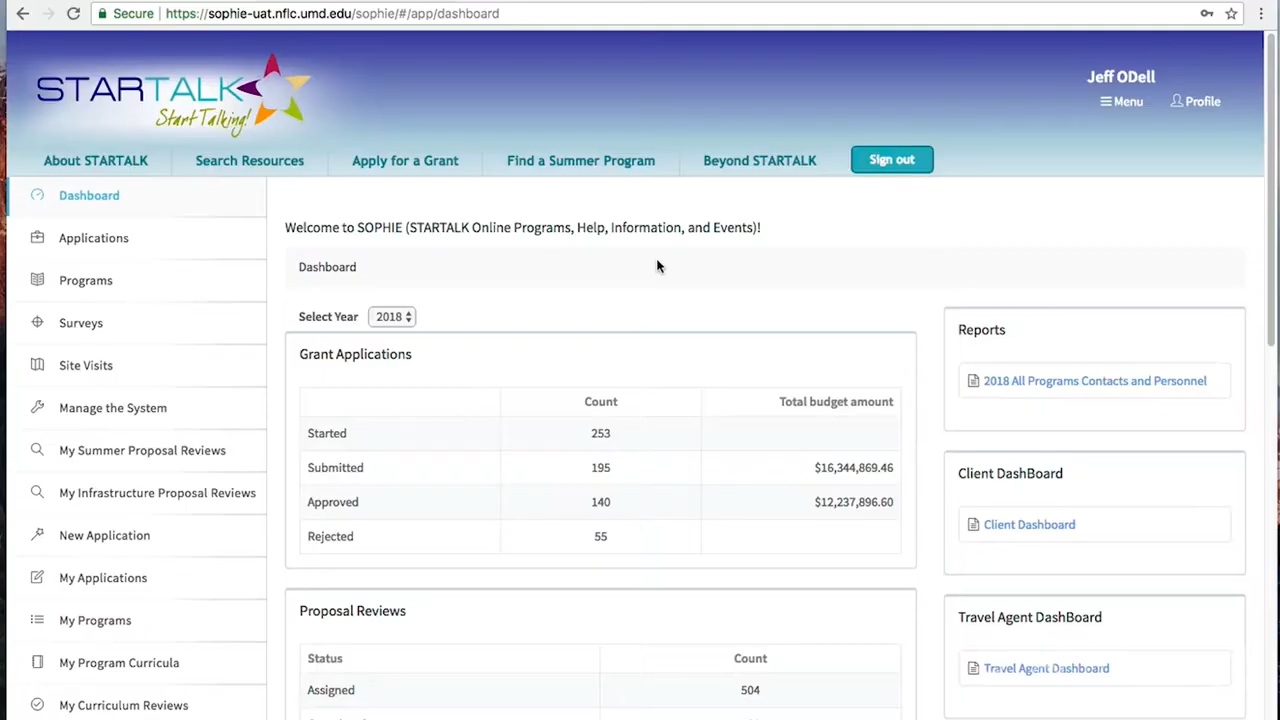 Secure https://sophie-uat.nflc.umd.edu/sophie/#/app/dashboard
STARTALK
Start Talking!
Jeff ODell
Menu Profile
About STARTALK Search Resources Apply for a Grant Find a Summer Program Beyond STARTALK Sign out
Dashboard
Applications
Programs
Surveys
Site Visits
Manage the System
My Summer Proposal Reviews
My Infrastructure Proposal Reviews
New Application
My Applications
My Programs
My Program Curricula
My Curriculum Reviews
Welcome to SOPHIE (STARTALK Online Programs, Help, Information, and Events)!
Dashboard
Select Year 2018
Grant Applications
Count Total budget amount
Started 253
Submitted 195 $16,344,869.46
Approved 140 $12,237,896.60
Rejected 55
Proposal Reviews
Status Count
Assigned 504
Reports
2018 All Programs Contacts and Personnel
Client DashBoard
Client Dashboard
Travel Agent DashBoard
Travel Agent Dashboard